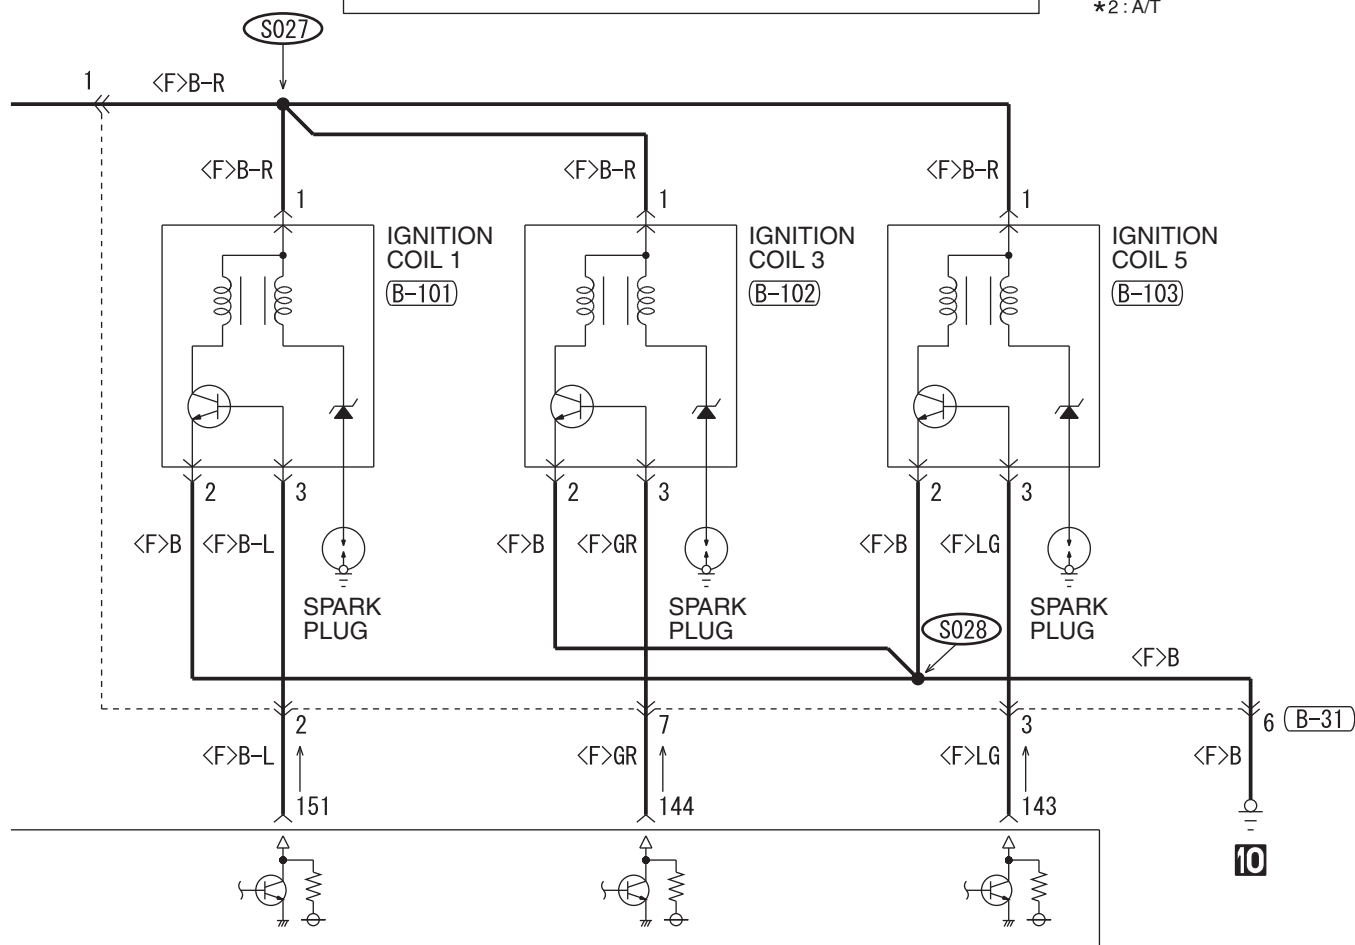 *2 : A/T
S027
1
<F>B-R
<F>B-R
<F>B-R
<F>B-R
1
1
1
IGNITION
COIL 1
B-101
IGNITION
COIL 3
B-102
IGNITION
COIL 5
B-103
2
3
2
3
2
3
<F>B
<F>B-L
<F>B
<F>GR
<F>B
<F>LG
SPARK
PLUG
SPARK
PLUG
SPARK
PLUG
S028
<F>B
2
7
3
6
B-31
<F>B-L
<F>GR
<F>LG
<F>B
151
144
143
10